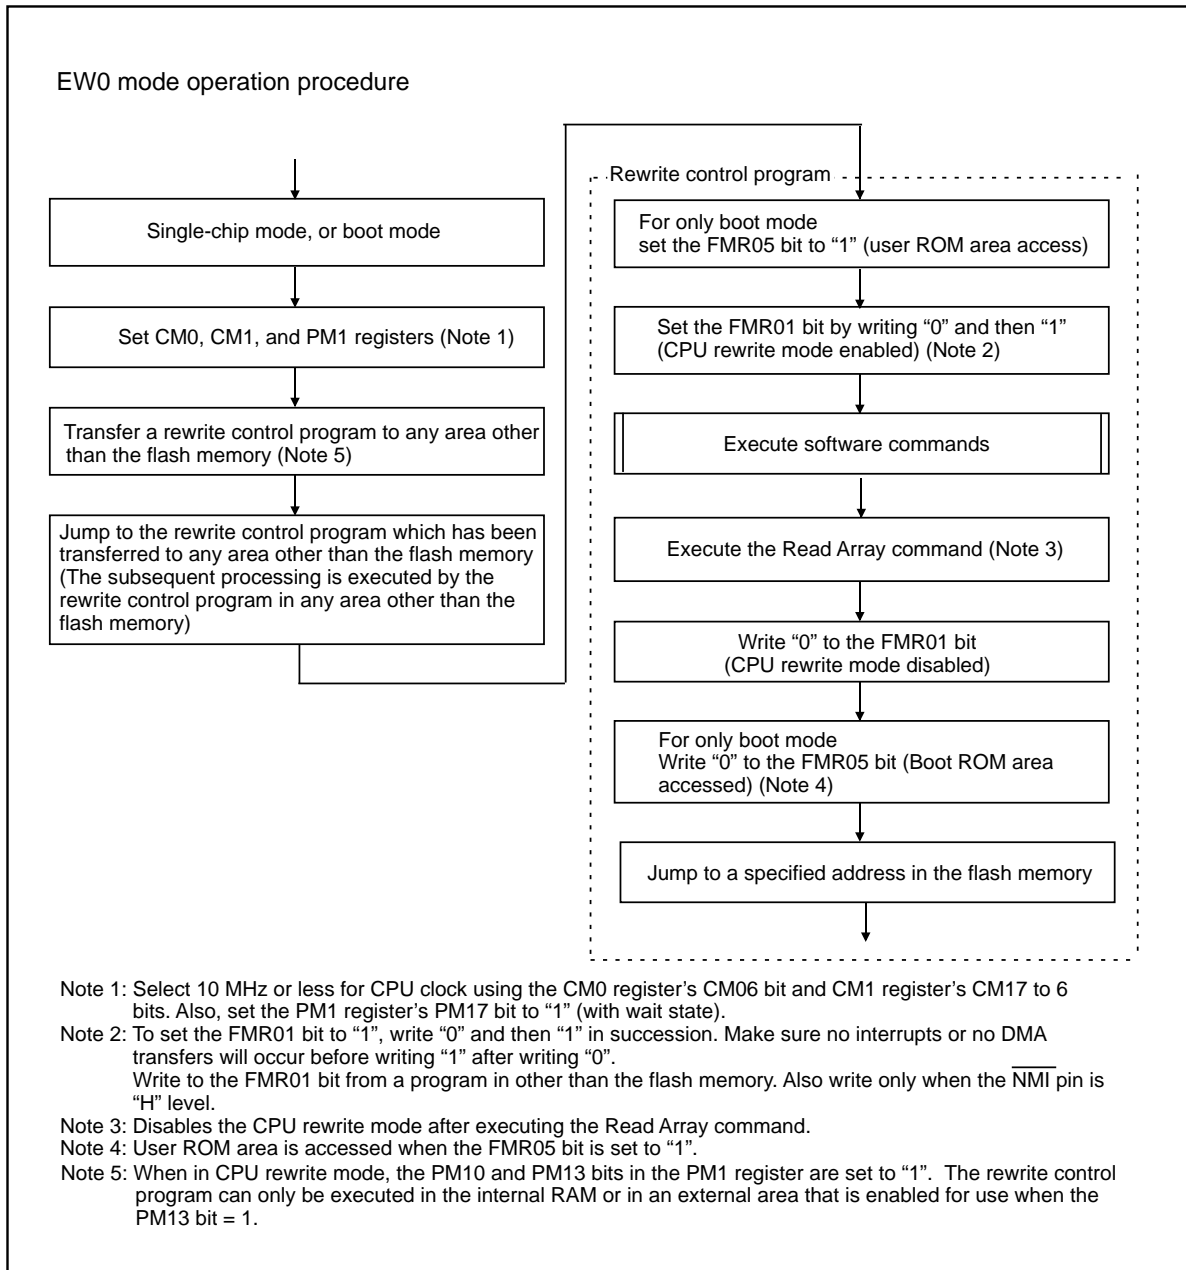 EW0 mode operation procedure
Single-chip mode, or boot mode
Set CM0, CM1, and PM1 registers (Note 1)
Transfer a rewrite control program to any area other
than the flash memory (Note 5)
Jump to the rewrite control program which has been
transferred to any area other than the flash memory
(The subsequent processing is executed by the
rewrite control program in any area other than the
flash memory)
Rewrite control program
For only boot mode
set the FMR05 bit to “1” (user ROM area access)
Set the FMR01 bit by writing “0” and then “1”
(CPU rewrite mode enabled) (Note 2)
Execute software commands
Execute the Read Array command (Note 3)
Write “0” to the FMR01 bit
(CPU rewrite mode disabled)
For only boot mode
Write “0” to the FMR05 bit (Boot ROM area
accessed) (Note 4)
Jump to a specified address in the flash memory
Note 1: Select 10 MHz or less for CPU clock using the CM0 register’s CM06 bit and CM1 register’s CM17 to 6
bits. Also, set the PM1 register’s PM17 bit to “1” (with wait state).
Note 2: To set the FMR01 bit to “1”, write “0” and then “1” in succession. Make sure no interrupts or no DMA
transfers will occur before writing “1” after writing “0”.
Write to the FMR01 bit from a program in other than the flash memory. Also write only when the NMI pin is
“H” level.
Note 3: Disables the CPU rewrite mode after executing the Read Array command.
Note 4: User ROM area is accessed when the FMR05 bit is set to “1”.
Note 5: When in CPU rewrite mode, the PM10 and PM13 bits in the PM1 register are set to “1”. The rewrite control
program can only be executed in the internal RAM or in an external area that is enabled for use when the
PM13 bit = 1.